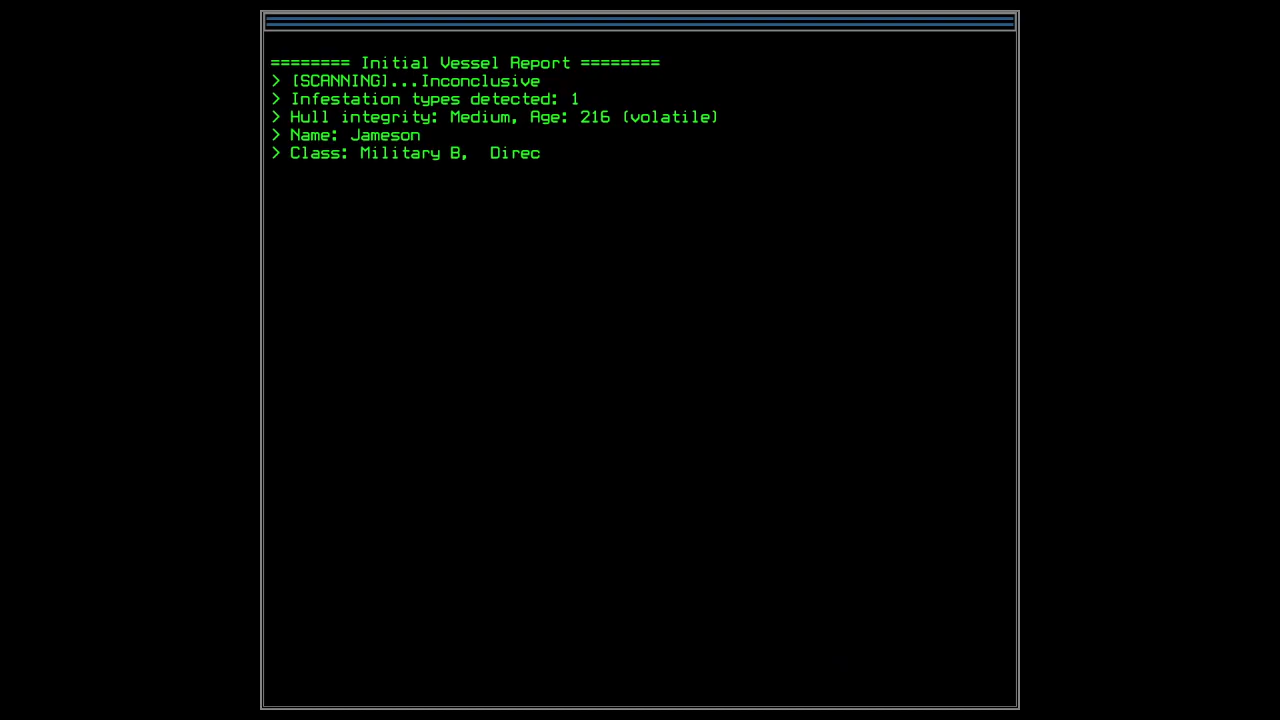 ======== Initial Vessel Report ========
> [SCANNING]...Inconclusive
> Infestation types detected: 1
> Hull integrity: Medium, Age: 216 (volatile)
> Name: Jameson
> Class: Military B,  Direc